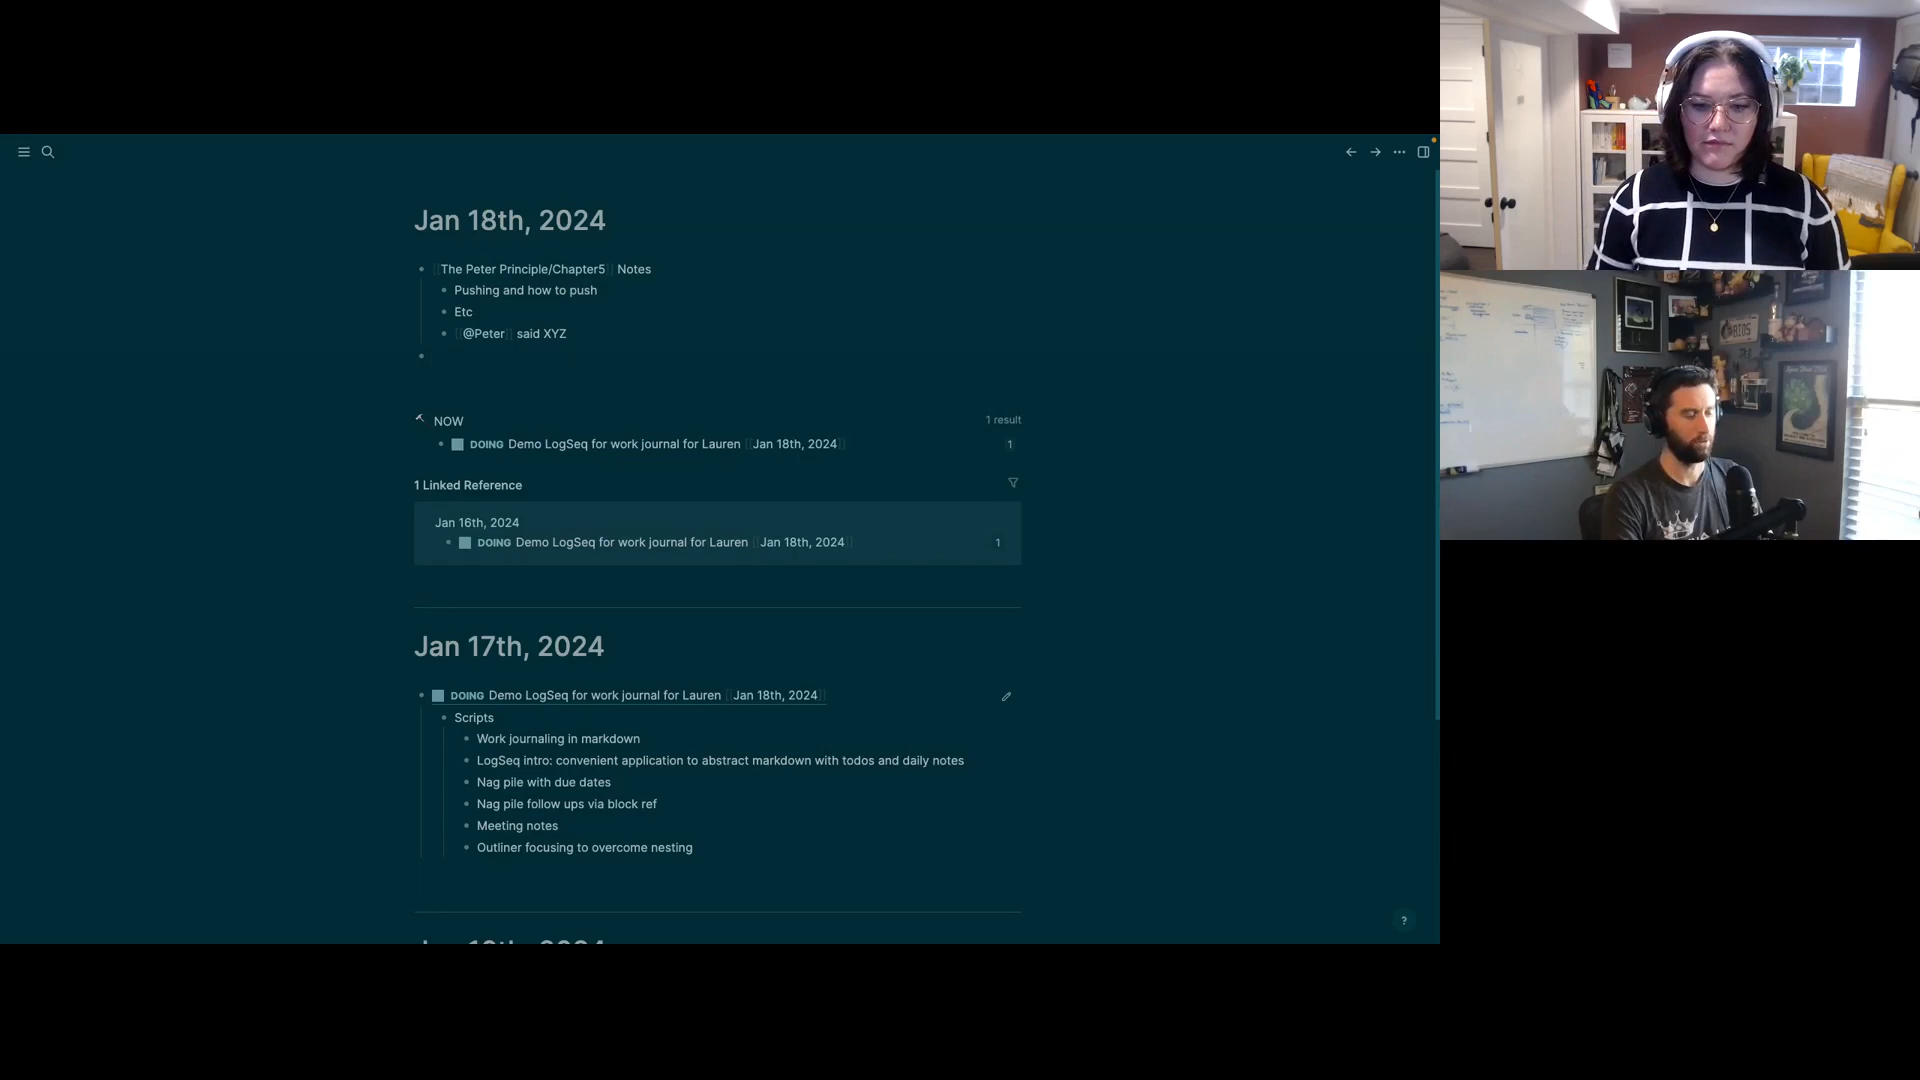 Jan 18th, 2024
[[The Peter Principle/Chapter5]] Notes
Pushing and how to push
Etc
[[@Peter]] said XYZ
NOW
1 result
DOING Demo LogSeq for work journal for Lauren [[Jan 18th, 2024]]
1
1 Linked Reference
Jan 16th, 2024
DOING Demo LogSeq for work journal for Lauren [[Jan 18th, 2024]]
1
Jan 17th, 2024
DOING Demo LogSeq for work journal for Lauren [[Jan 18th, 2024]]
Scripts
Work journaling in markdown
LogSeq intro: convenient application to abstract markdown with todos and daily notes
Nag pile with due dates
Nag pile follow ups via block ref
Meeting notes
Outliner focusing to overcome nesting
?
BIOS